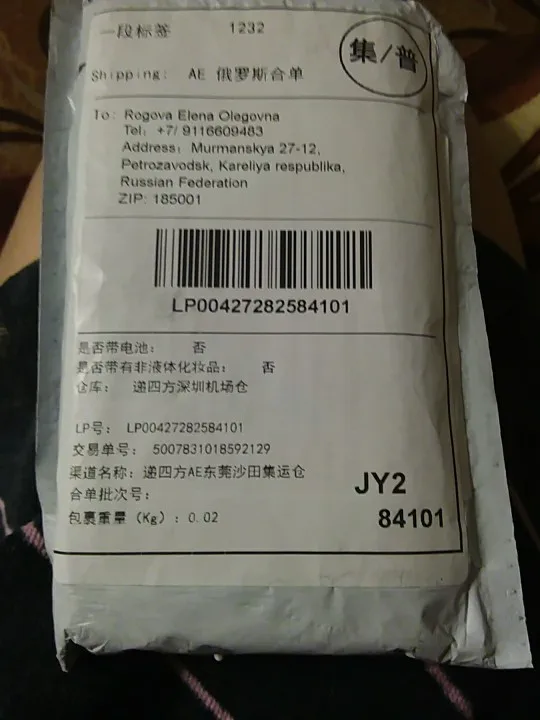 一段标签 1232
集/普
Shipping: AE 俄罗斯合单
To: Rogova Elena Olegovna
Tel: +7/ 9116609483
Address: Murmanskya 27-12,
Petrozavodsk, Kareliya respublika,
Russian Federation
ZIP: 185001
LP00427282584101
是否带电池: 否
是否带有非液体化妆品: 否
仓库: 递四方深圳机场仓
LP号: LP00427282584101
交易单号: 5007831018592129
渠道名称: 递四方AE东莞沙田集运仓
合单批次号:
JY2
包裹重量 (Kg) : 0.02
84101